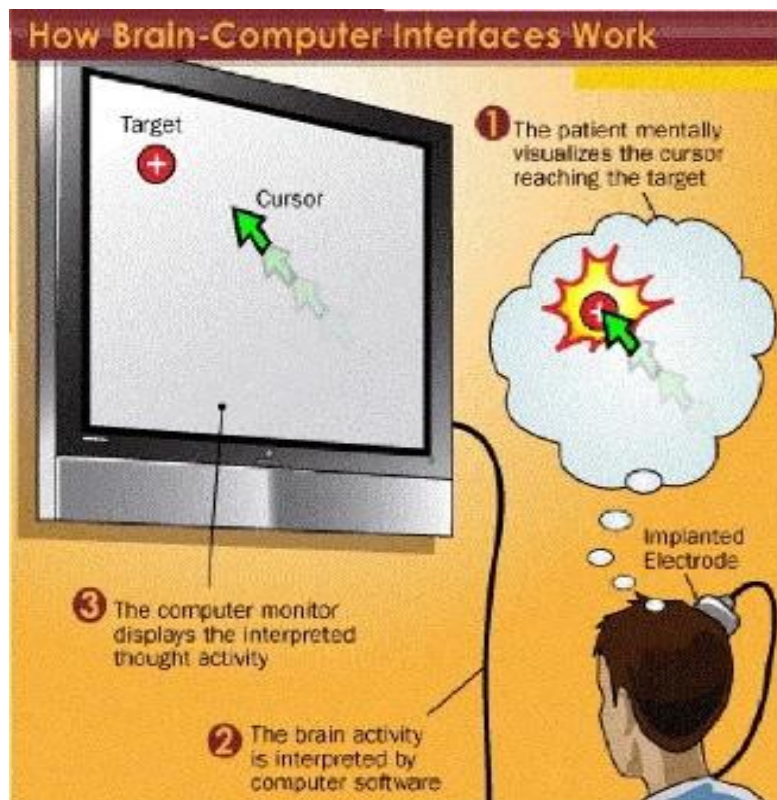 How Brain-Computer Interfaces Work
Target
Cursor
1 The patient mentally
visualizes the cursor
reaching the target
Implanted
Electrode
3 The computer monitor
displays the interpreted
thought activity
2 The brain activity
is interpreted by
computer software